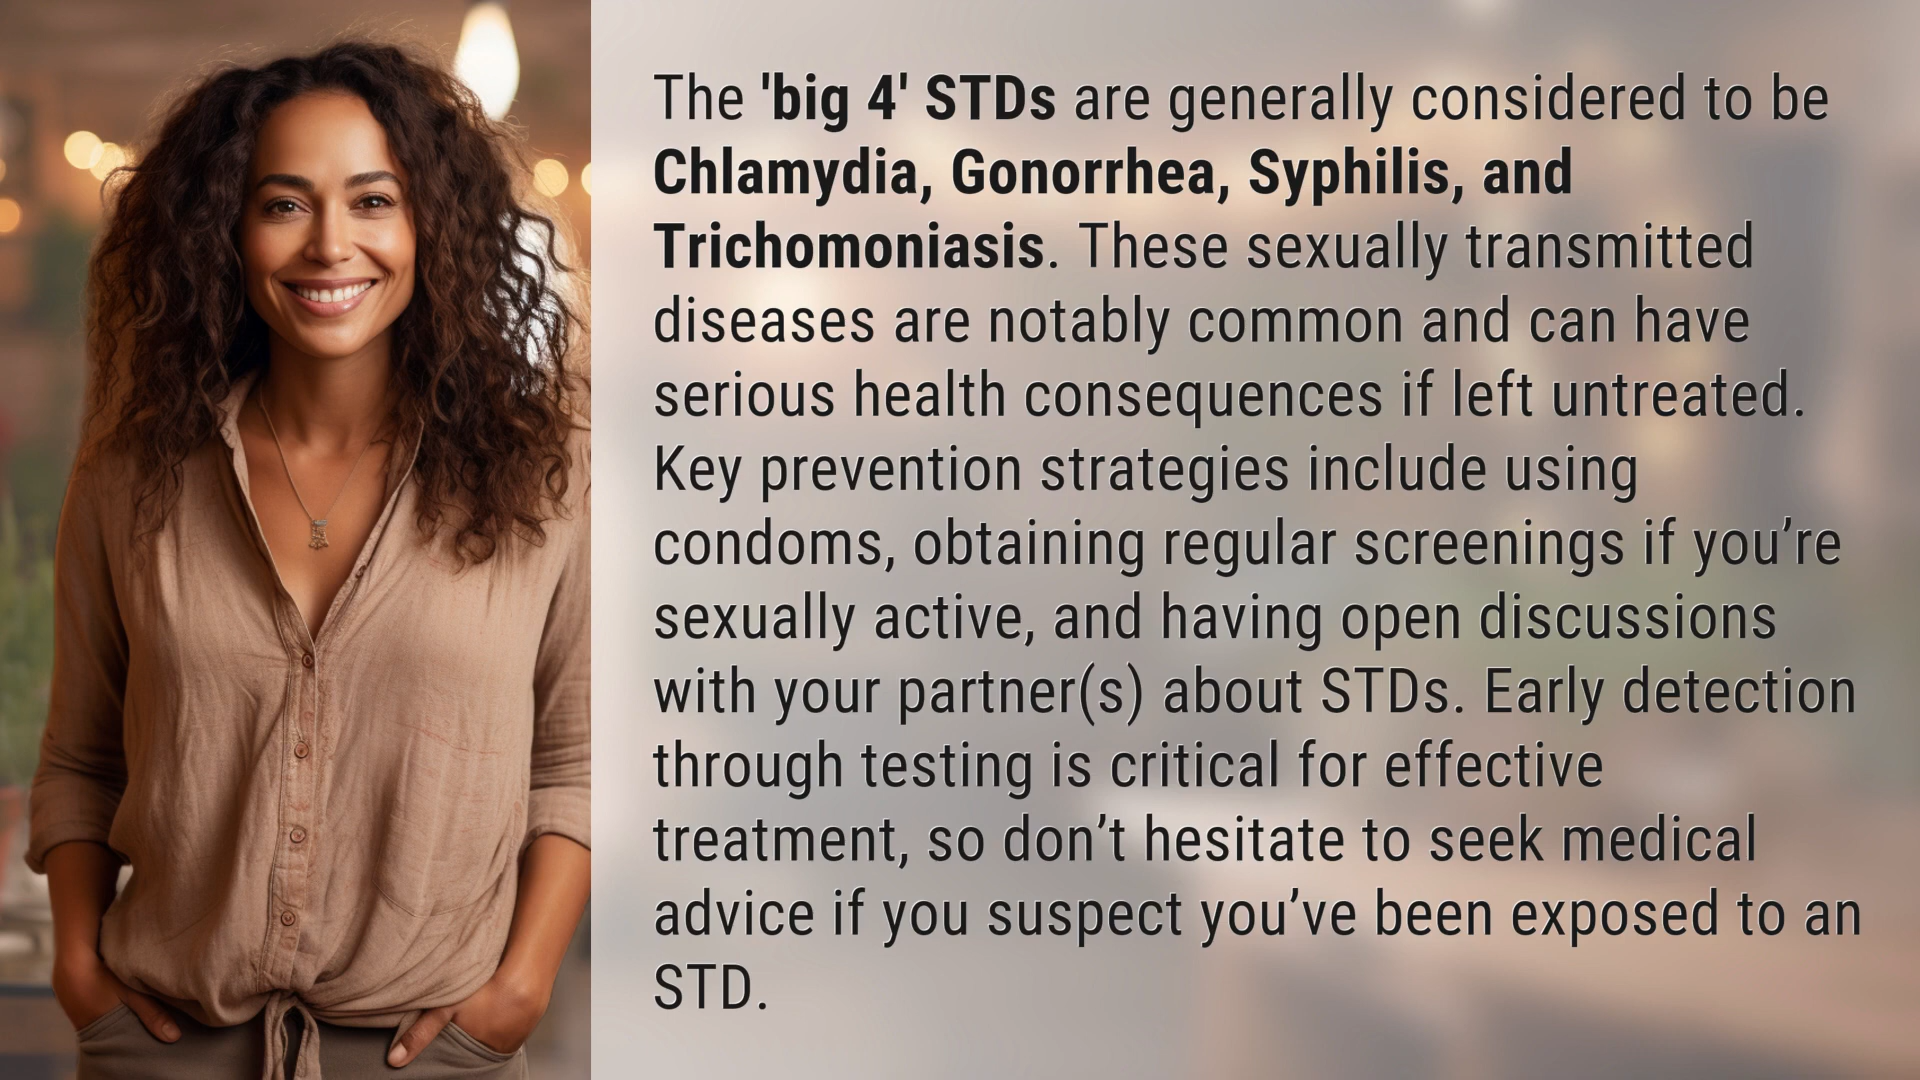 The 'big 4' STDs are generally considered to be
Chlamydia, Gonorrhea, Syphilis, and
Trichomoniasis. These sexually transmitted
diseases are notably common and can have
serious health consequences if left untreated.
Key prevention strategies include using
condoms, obtaining regular screenings if you’re
sexually active, and having open discussions
with your partner(s) about STDs. Early detection
through testing is critical for effective
treatment, so don’t hesitate to seek medical
advice if you suspect you’ve been exposed to an
STD.